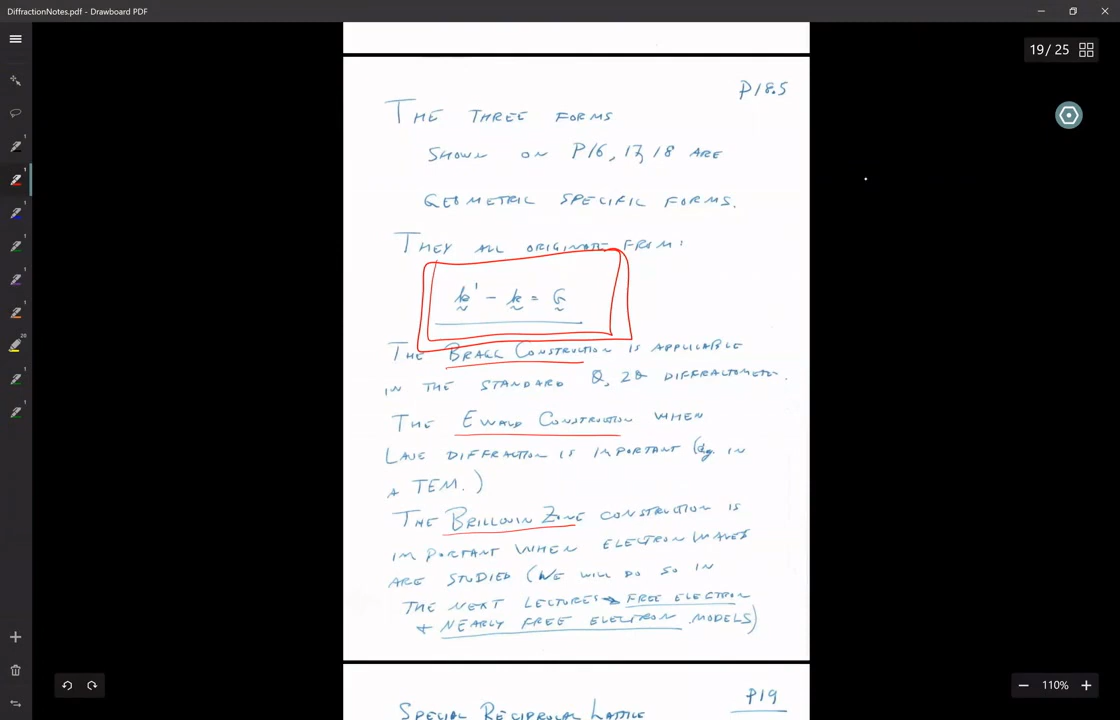 DiffractionNotes.pdf - Drawboard PDF
19/25
P18.5
THE THREE FORMS
SHOWN ON P16, 17, 18 ARE
GEOMETRIC SPECIFIC FORMS.
THEY ALL ORIGINATE FROM:
k' - k = G
THE BRAGG CONSTRUCTION IS APPLICABLE
IN THE STANDARD θ, 2θ DIFFRACTOMETER.
THE EWALD CONSTRUCTION WHEN
LAUE DIFFRACTION IS IMPORTANT (eg. IN
A TEM.)
THE BRILLOUIN ZONE CONSTRUCTION IS
IMPORTANT WHEN ELECTRON WAVES
ARE STUDIED (WE WILL DO SO IN
THE NEXT LECTURES → FREE ELECTRON
+ NEARLY FREE ELECTRON MODELS)
P19
SPECIAL RECIPROCAL LATTICE
110%